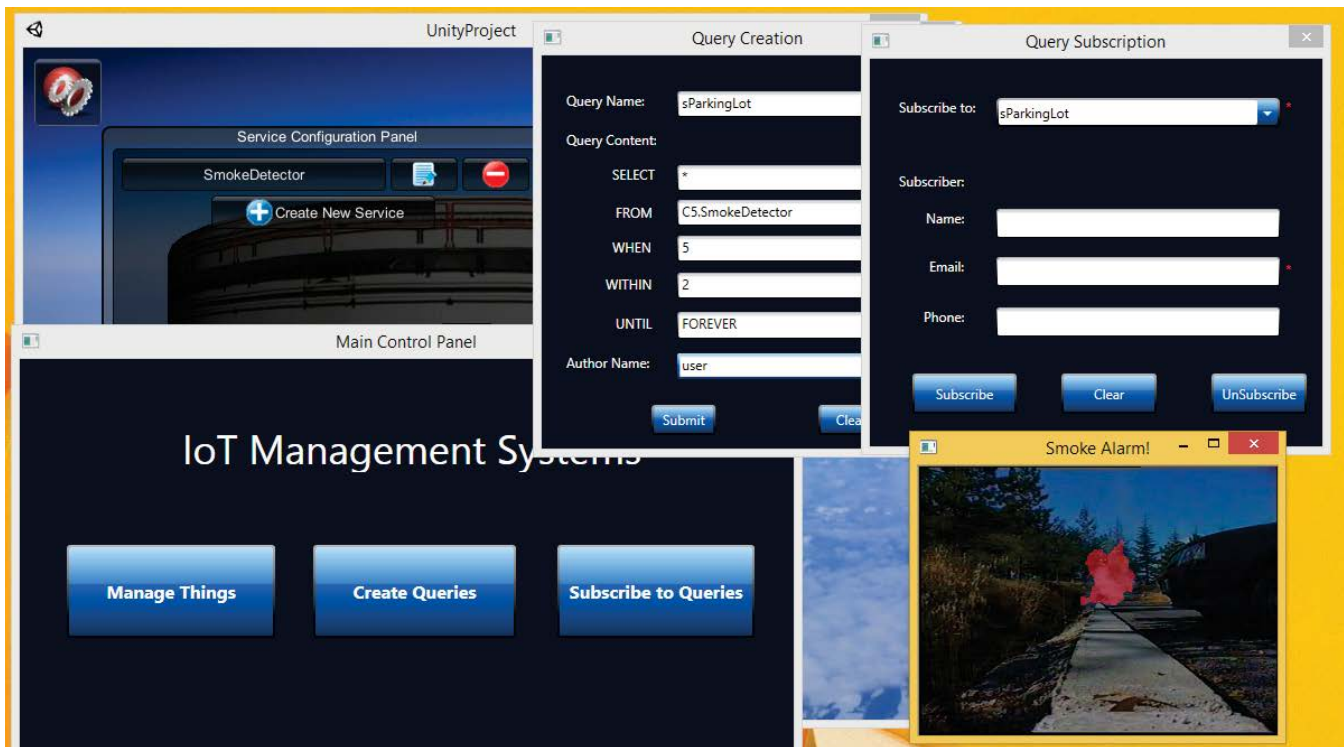 UnityProject
Service Configuration Panel
SmokeDetector
Create New Service
Main Control Panel
IoT Management Systems
Manage Things
Create Queries
Subscribe to Queries
Query Creation
Query Name: sParkingLot
Query Content:
SELECT *
FROM C5.SmokeDetector
WHEN 5
WITHIN 2
UNTIL FOREVER
Author Name: user
Submit Clea
Query Subscription
Subscribe to: sParkingLot *
Subscriber:
Name:
Email: *
Phone:
Subscribe Clear UnSubscribe
Smoke Alarm!